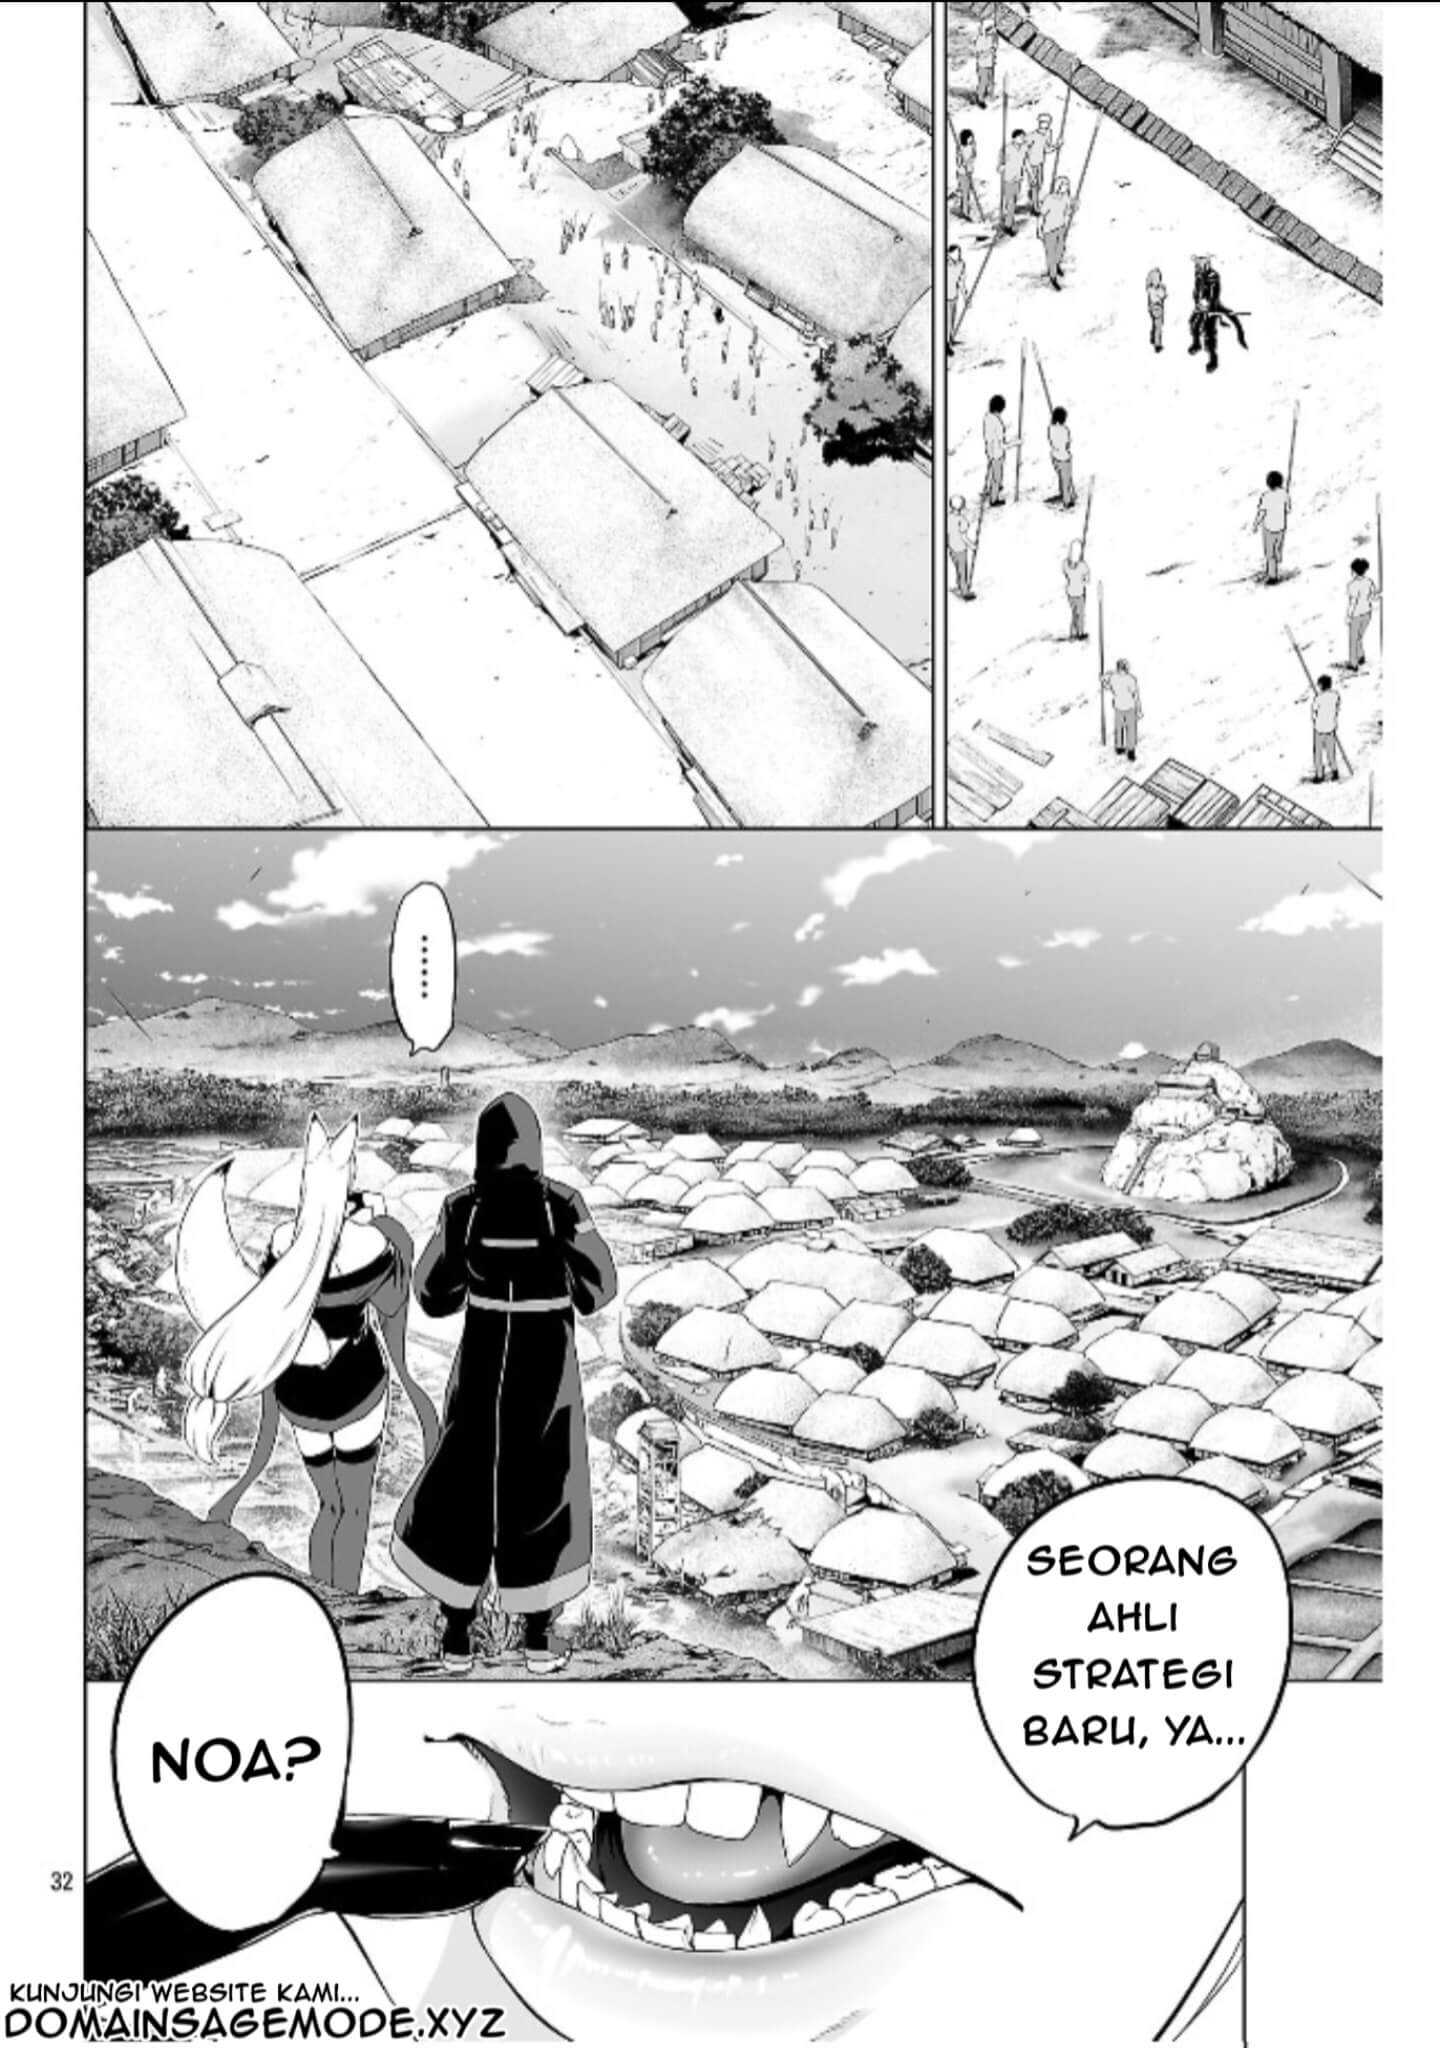 ......
SEORANG
AHLI
STRATEGI
BARU, YA...
NOA?
32
KUNJUNGI WEBSITE KAMI...
DOMAINSAGEMODE.XYZ